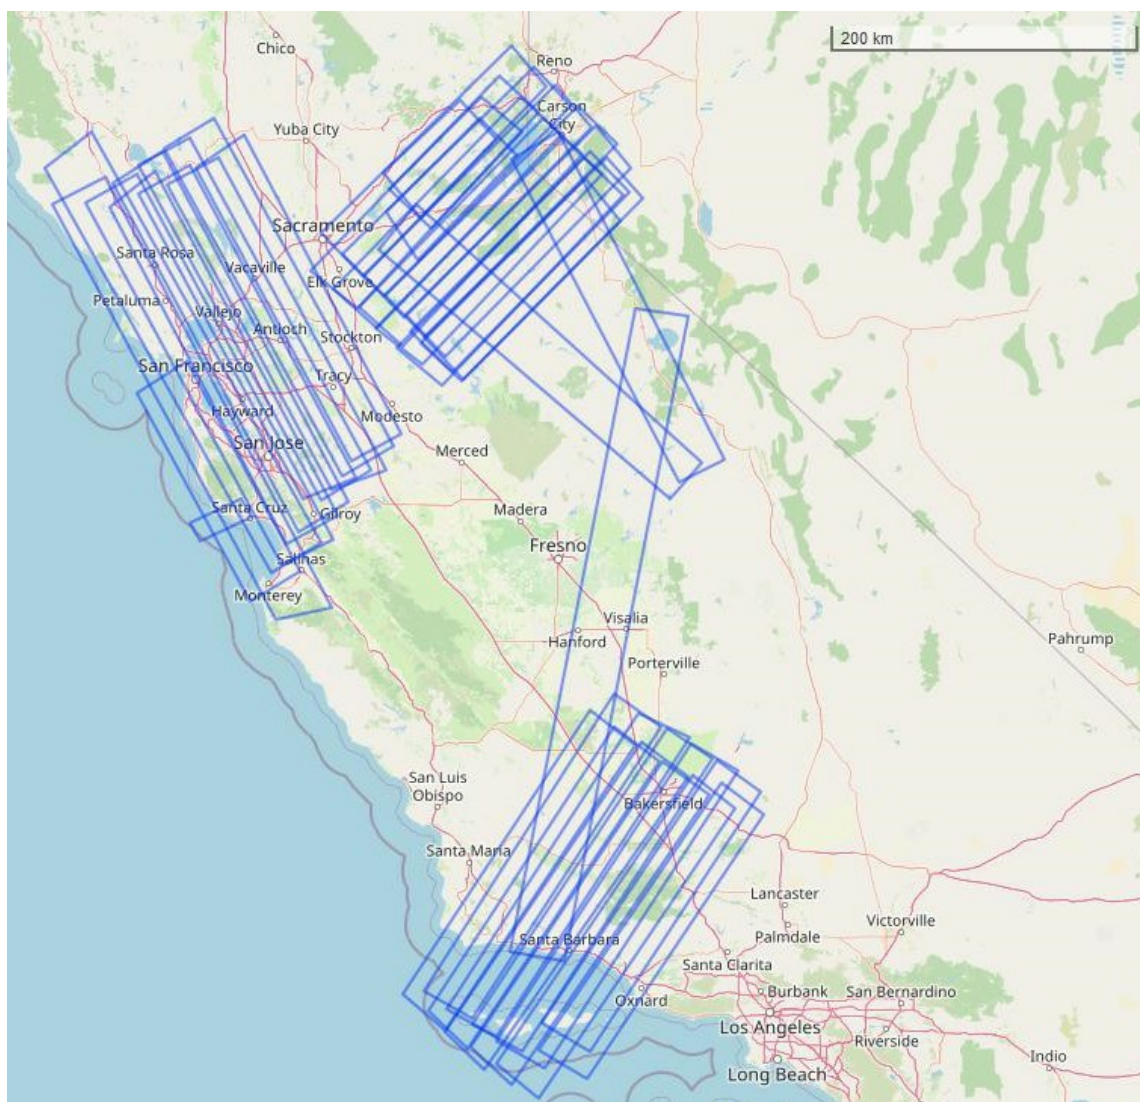 200 km
Chico
Reno
Carson
City
Yuba City
Sacramento
Santa Rosa
Vacaville
Elk Grove
Petaluma
Vallejo
Antioch
Stockton
San Francisco
Tracy
Hayward
Modesto
San Jose
Merced
Santa Cruz
Gilroy
Madera
Fresno
Salinas
Monterey
Visalia
Hanford
Pahrump
Porterville
San Luis
Obispo
Bakersfield
Santa Maria
Lancaster
Victorville
Santa Barbara
Palmdale
Santa Clarita
Oxnard
Burbank
San Bernardino
Los Angeles
Riverside
Indio
Long Beach